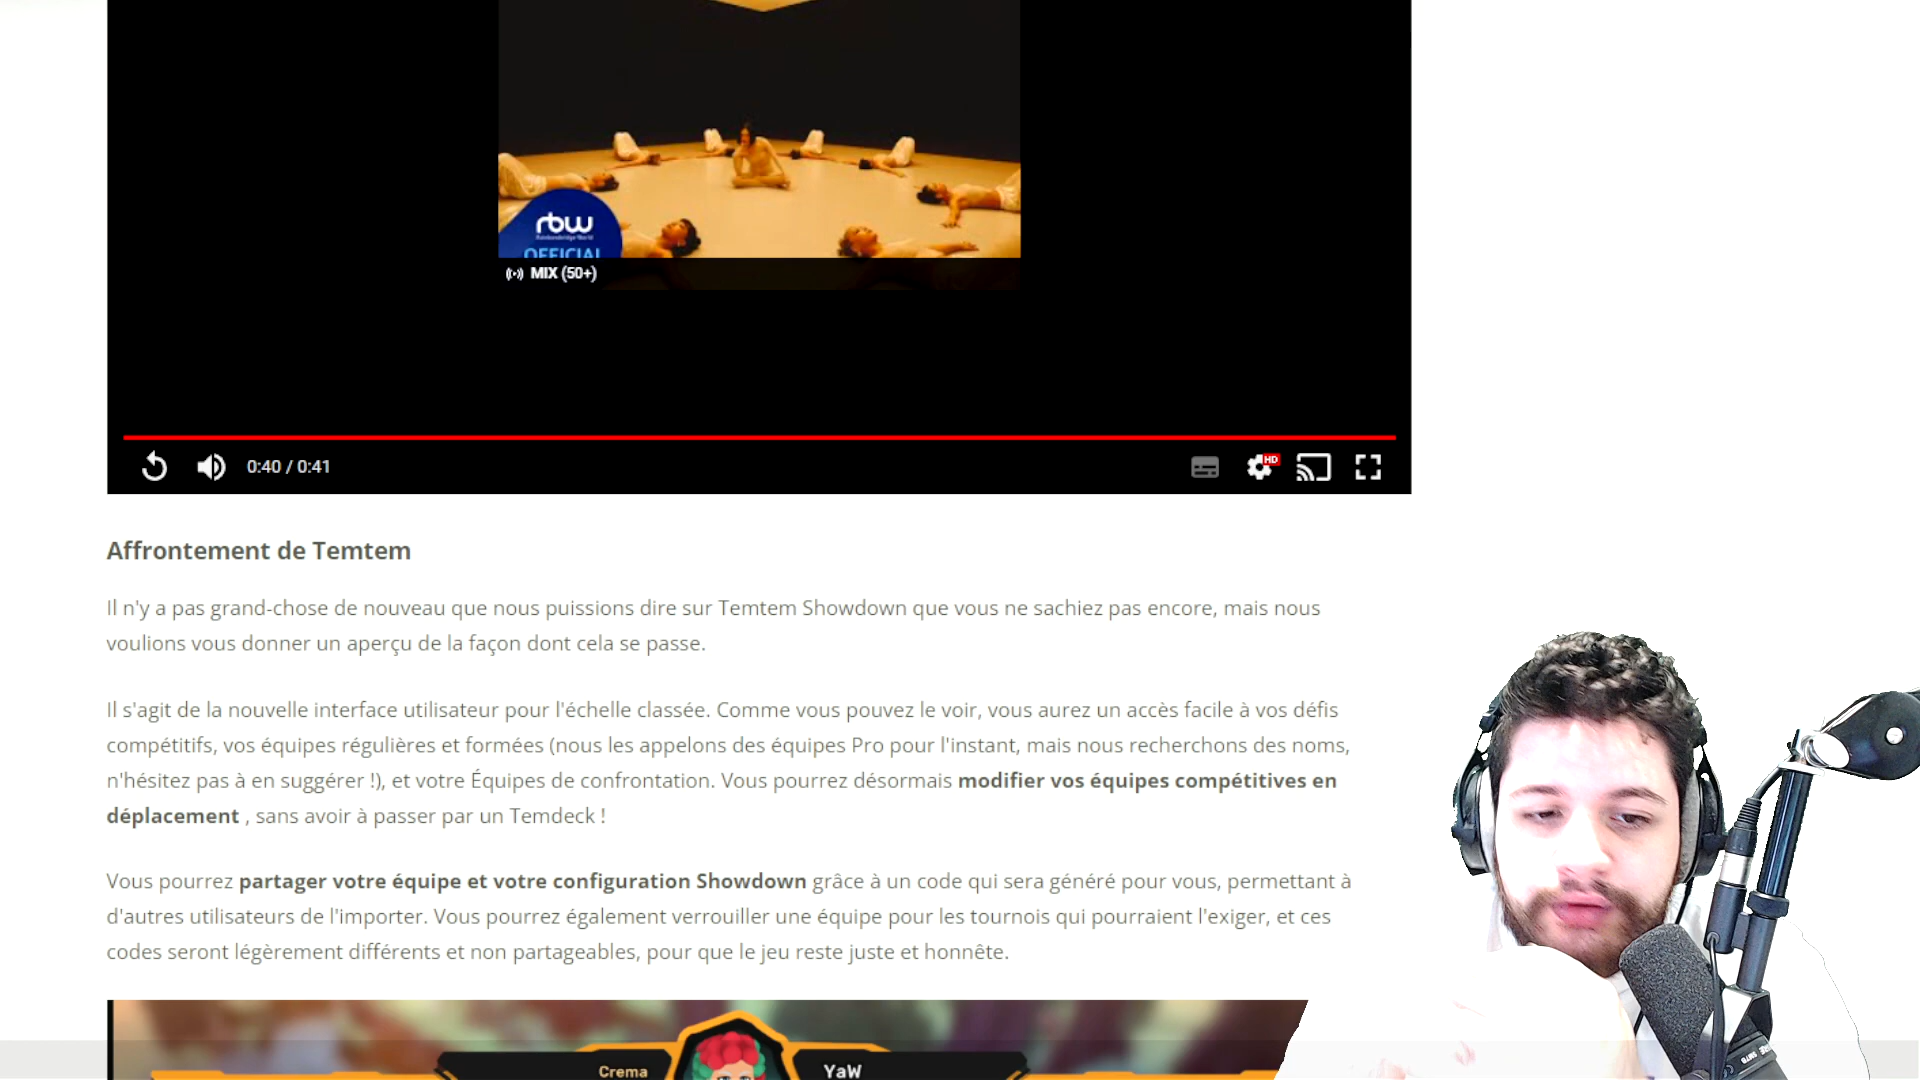 rbw
OFFICIAL
MIX (50+)
0:40 / 0:41
HD
Affrontement de Temtem
Il n'y a pas grand-chose de nouveau que nous puissions dire sur Temtem Showdown que vous ne sachiez pas encore, mais nous
voulions vous donner un aperçu de la façon dont cela se passe.
Il s'agit de la nouvelle interface utilisateur pour l'échelle classée. Comme vous pouvez le voir, vous aurez un accès facile à vos défis
compétitifs, vos équipes régulières et formées (nous les appelons des équipes Pro pour l'instant, mais nous recherchons des noms,
n'hésitez pas à en suggérer !), et votre Équipes de confrontation. Vous pourrez désormais modifier vos équipes compétitives en
déplacement , sans avoir à passer par un Temdeck !
Vous pourrez partager votre équipe et votre configuration Showdown grâce à un code qui sera généré pour vous, permettant à
d'autres utilisateurs de l'importer. Vous pourrez également verrouiller une équipe pour les tournois qui pourraient l'exiger, et ces
codes seront légèrement différents et non partageables, pour que le jeu reste juste et honnête.
Crema
YaW